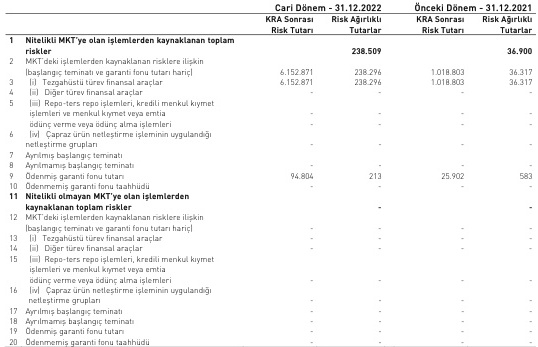 Cari Dönem - 31.12.2022 Önceki Dönem - 31.12.2021
KRA Sonrası Risk Ağırlıklı KRA Sonrası Risk Ağırlıklı
Risk Tutarı Tutarlar Risk Tutarı Tutarlar
1 Nitelikli MKT'ye olan işlemlerden kaynaklanan toplam
riskler 238.509 36.900
2 MKT'deki işlemlerden kaynaklanan risklere ilişkin
(başlangıç teminatı ve garanti fonu tutarı hariç) 6.152.871 238.296 1.018.803 36.317
3 (i) Tezgahüstü türev finansal araçlar 6.152.871 238.296 1.018.803 36.317
4 (ii) Diğer türev finansal araçlar - - - -
5 (iii) Repo-ters repo işlemleri, kredili menkul kıymet
işlemleri ve menkul kıymet veya emtia
ödünç verme veya ödünç alma işlemleri - - - -
6 (iv) Çapraz ürün netleştirme işleminin uygulandığı
netleştirme grupları - - - -
7 Ayrılmış başlangıç teminatı
8 Ayrılmamış başlangıç teminatı - - - -
9 Ödenmiş garanti fonu tutarı 94.804 213 25.902 583
10 Ödenmemiş garanti fonu taahhüdü - - - -
11 Nitelikli olmayan MKT'ye olan işlemlerden
kaynaklanan toplam riskler - -
12 MKT'deki işlemlerden kaynaklanan risklere ilişkin
(başlangıç teminatı ve garanti fonu tutarı hariç) - - - -
13 (i) Tezgahüstü türev finansal araçlar - - - -
14 (ii) Diğer türev finansal araçlar - - - -
15 (iii) Repo-ters repo işlemleri, kredili menkul kıymet
işlemleri ve menkul kıymet veya emtia
ödünç verme veya ödünç alma işlemleri - - - -
16 (iv) Çapraz ürün netleştirme işleminin uygulandığı
netleştirme grupları - - - -
17 Ayrılmış başlangıç teminatı - - - -
18 Ayrılmamış başlangıç teminatı - - - -
19 Ödenmiş garanti fonu tutarı - - - -
20 Ödenmemiş garanti fonu taahhüdü - - - -